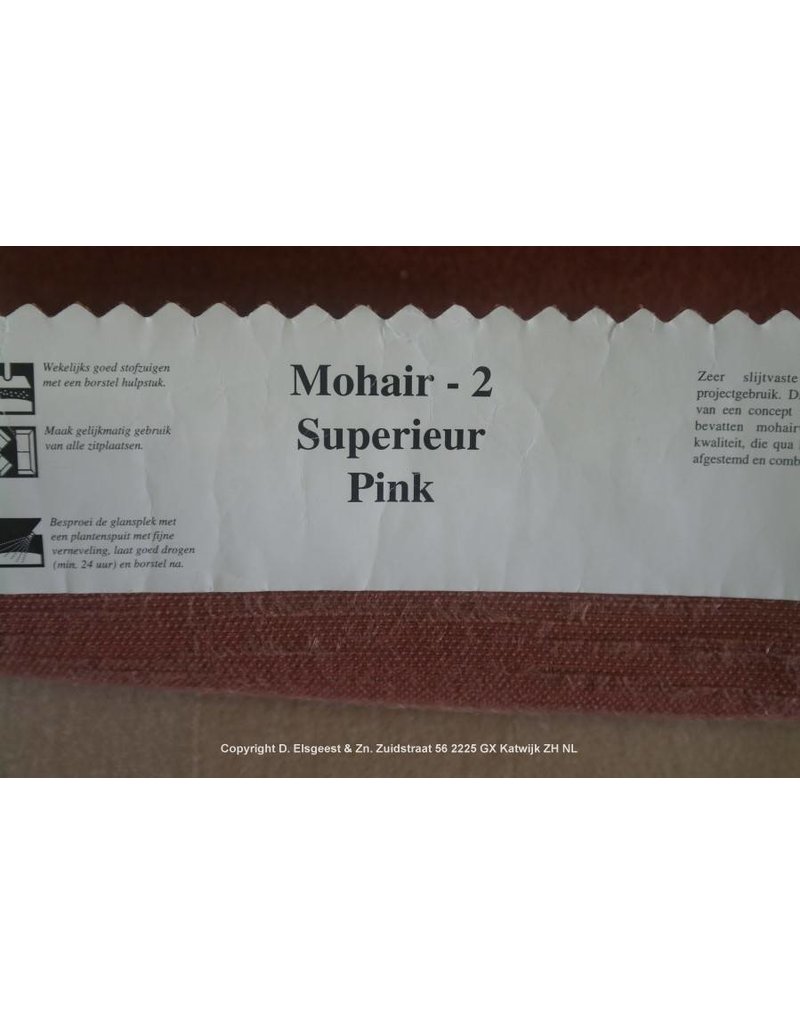 Wekelijks goed stofzuigen
met een borstel hulpstuk.
Maak gelijkmatig gebruik
van alle zitplaatsen.
Besproei de glansplek met
een plantenspuit met fijne
verneveling, laat goed drogen
(min. 24 uur) en borstel na.
Mohair - 2
Superieur
Pink
Zeer slijtvaste
projectgebruik. D
van een concept
bevatten mohair
kwaliteit, die qua
afgestemd en comb
Copyright D. Elsgeest & Zn. Zuidstraat 56 2225 GX Katwijk ZH NL